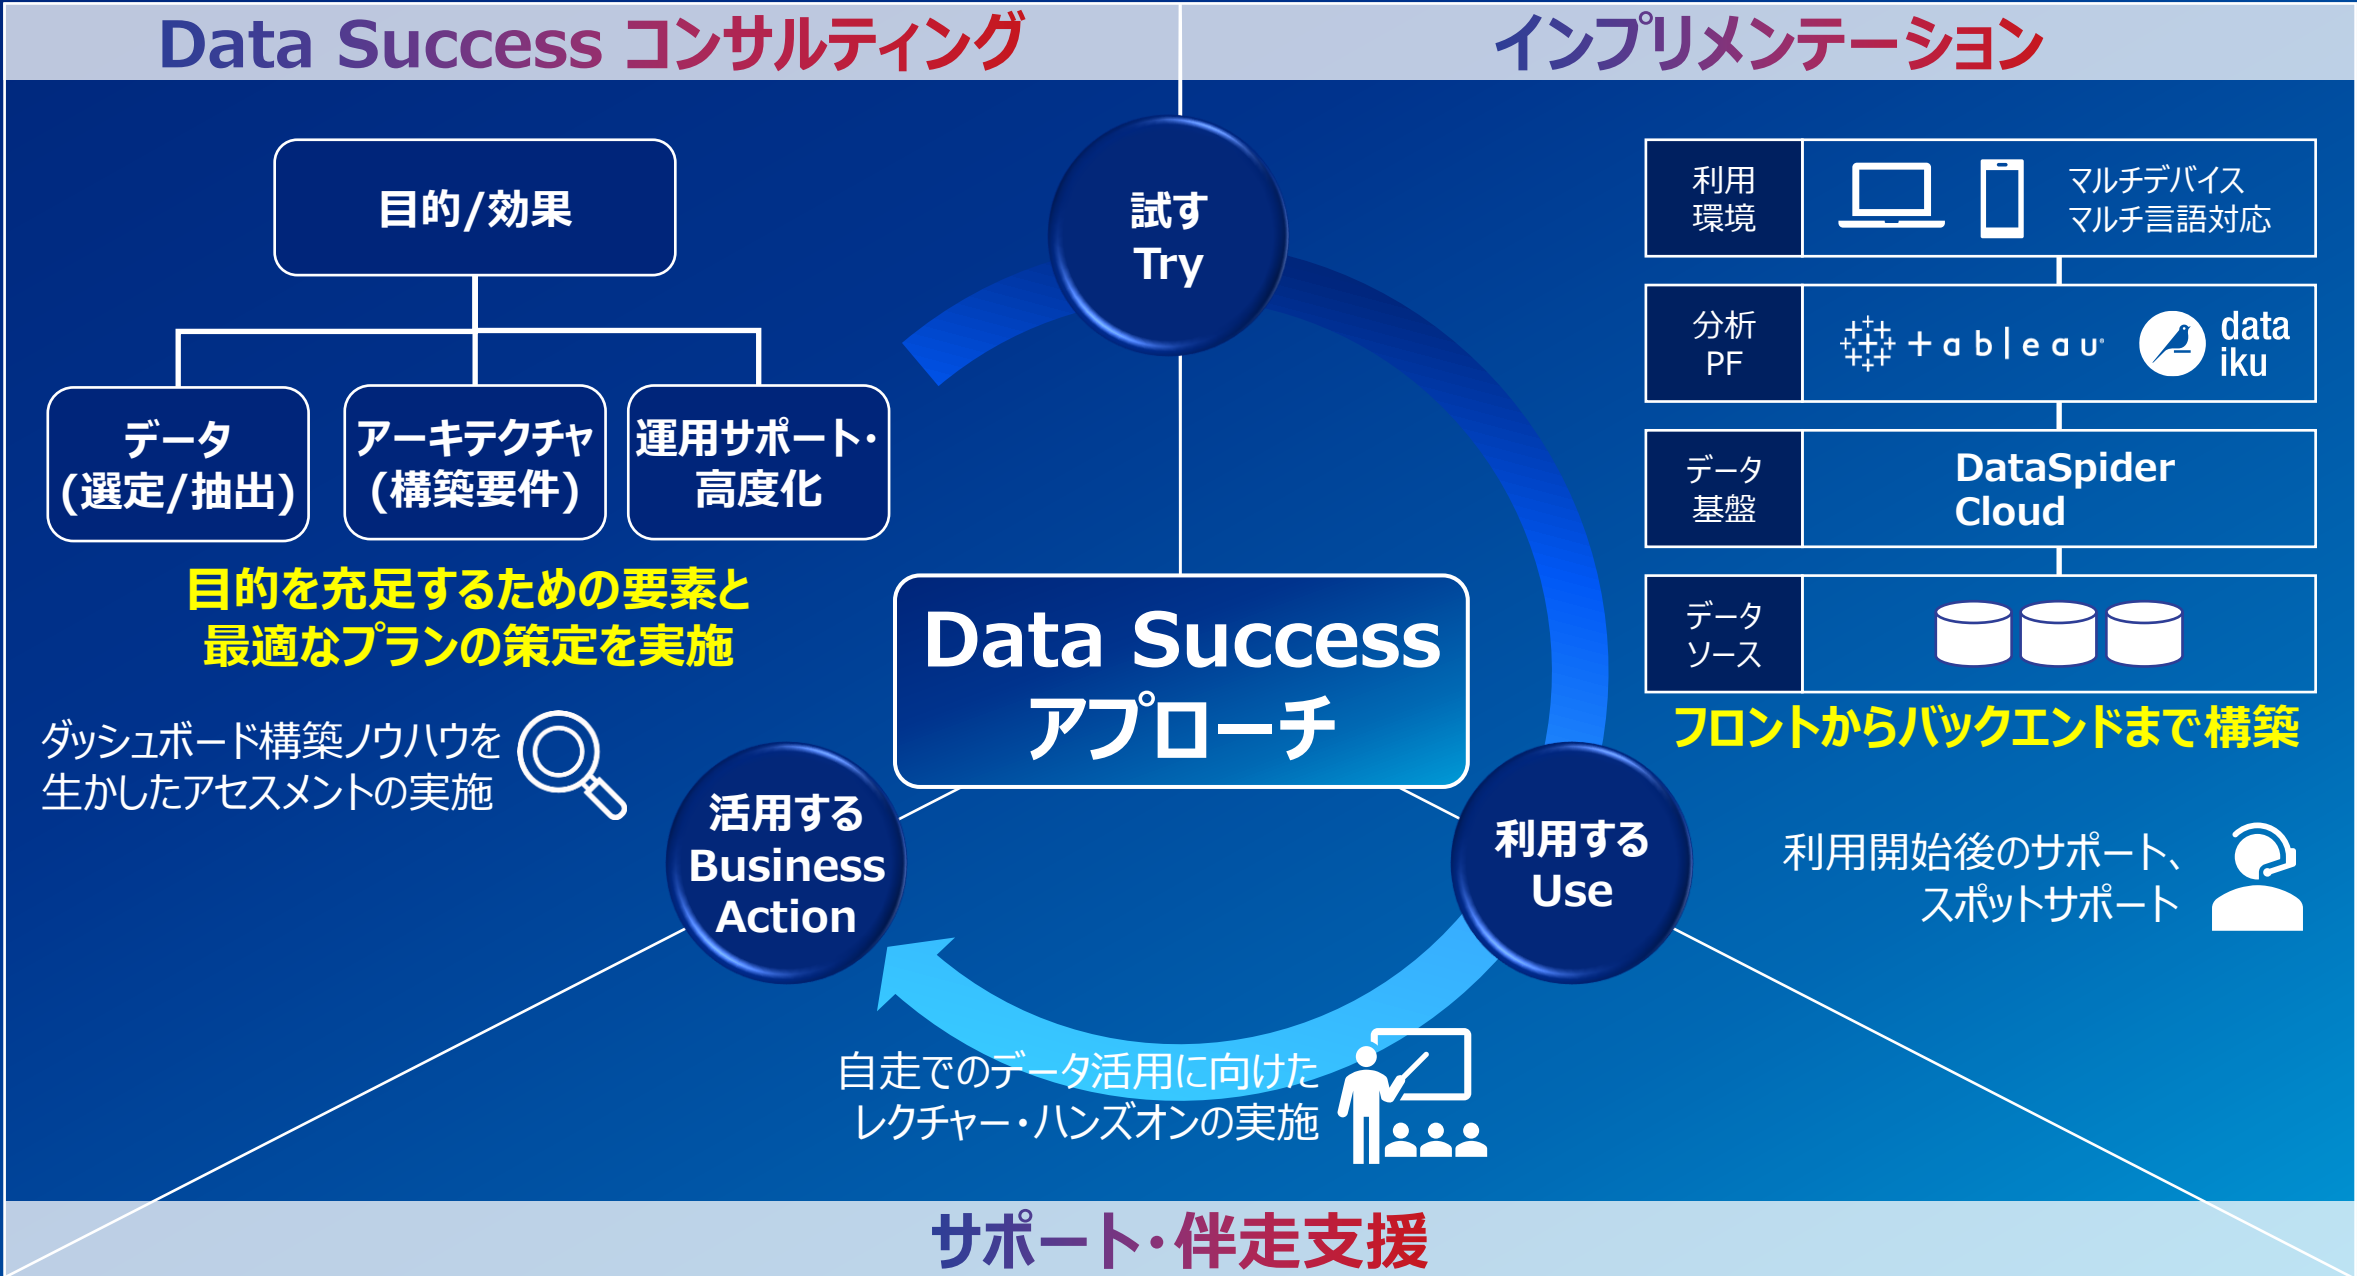 Data Success コンサルティング
インプリメンテーション
目的/効果
データ
(選定/抽出)
アーキテクチャ
(構築要件)
運用サポート・
高度化
目的を充足するための要素と
最適なプランの策定を実施
ダッシュボード構築ノウハウを
生かしたアセスメントの実施
試す
Try
Data Success
アプローチ
活用する
Business
Action
利用する
Use
利用
環境
マルチデバイス
マルチ言語対応
分析
PF
+ableau
data
iku
データ
基盤
DataSpider
Cloud
データ
ソース
フロントからバックエンドまで構築
利用開始後のサポート、
スポットサポート
自走でのデータ活用に向けた
レクチャー・ハンズオンの実施
サポート・伴走支援